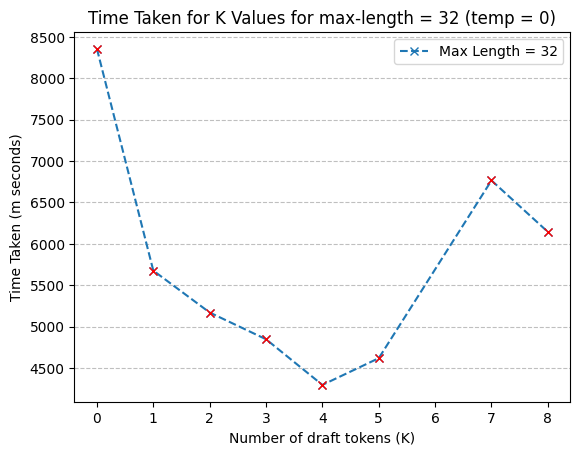 Time Taken for K Values for max-length = 32 (temp = 0)
Max Length = 32
Time Taken (m seconds)
8500
8000
7500
7000
6500
6000
5500
5000
4500
0 1 2 3 4 5 6 7 8
Number of draft tokens (K)